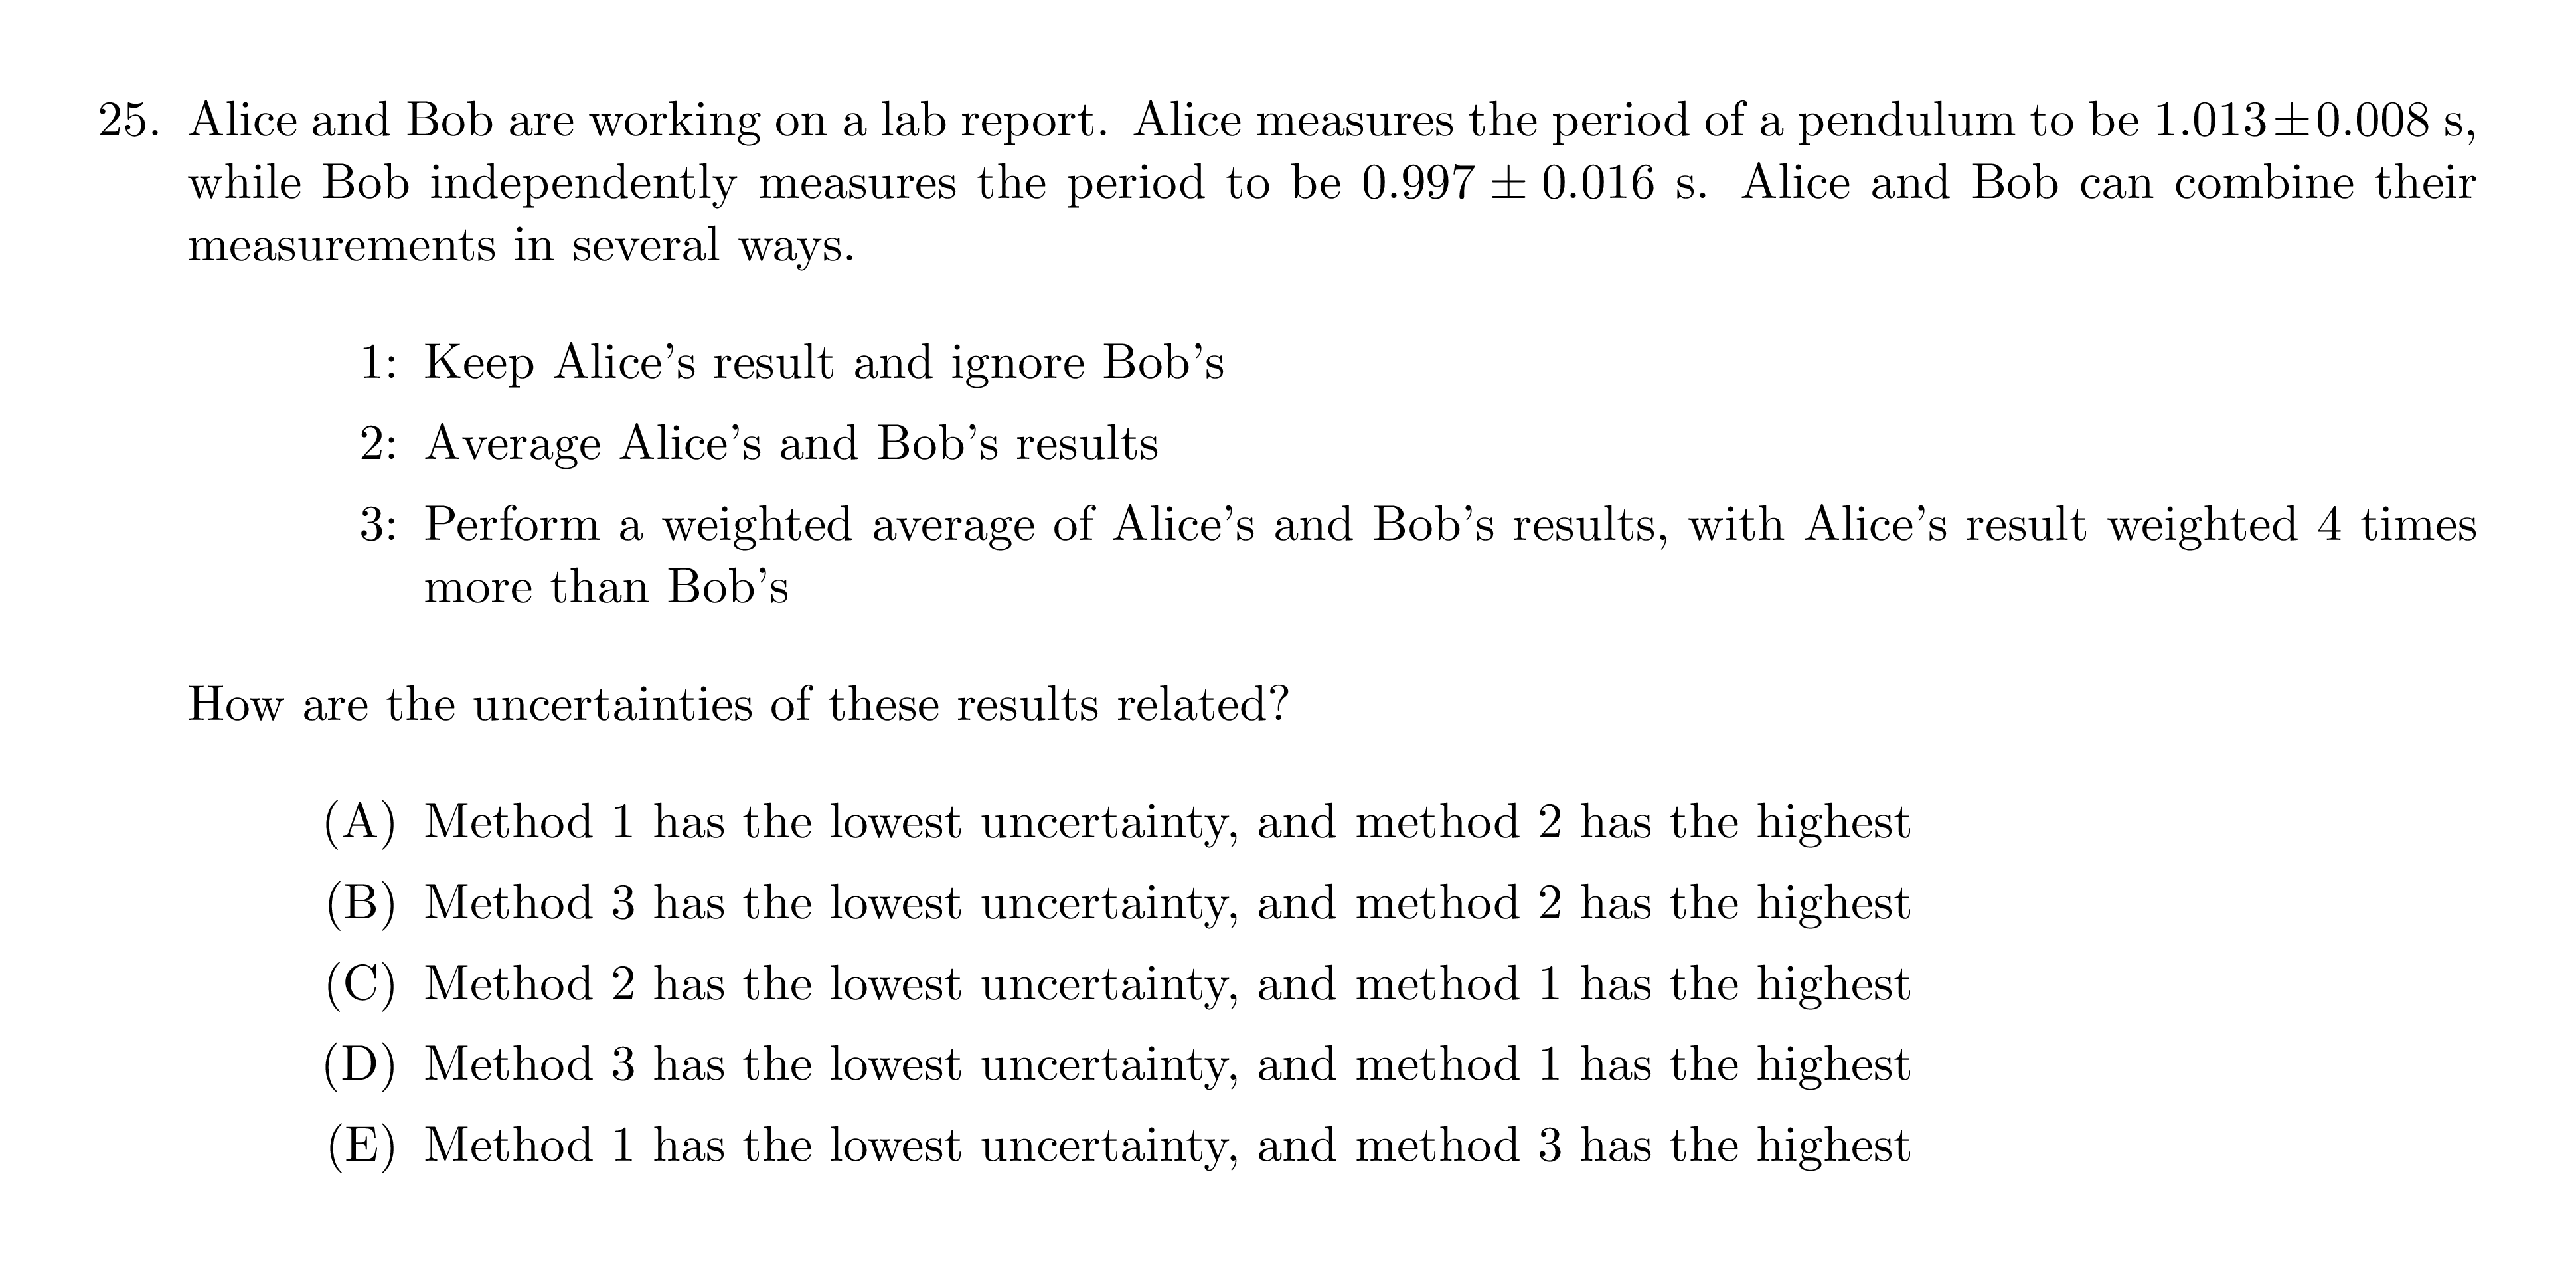 25. Alice and Bob are working on a lab report. Alice measures the period of a pendulum to be 1.013±0.008 s,
while Bob independently measures the period to be 0.997 ± 0.016 s. Alice and Bob can combine their
measurements in several ways.
1: Keep Alice's result and ignore Bob's
2: Average Alice's and Bob's results
3: Perform a weighted average of Alice's and Bob's results, with Alice's result weighted 4 times
more than Bob's
How are the uncertainties of these results related?
(A) Method 1 has the lowest uncertainty, and method 2 has the highest
(B) Method 3 has the lowest uncertainty, and method 2 has the highest
(C) Method 2 has the lowest uncertainty, and method 1 has the highest
(D) Method 3 has the lowest uncertainty, and method 1 has the highest
(E) Method 1 has the lowest uncertainty, and method 3 has the highest